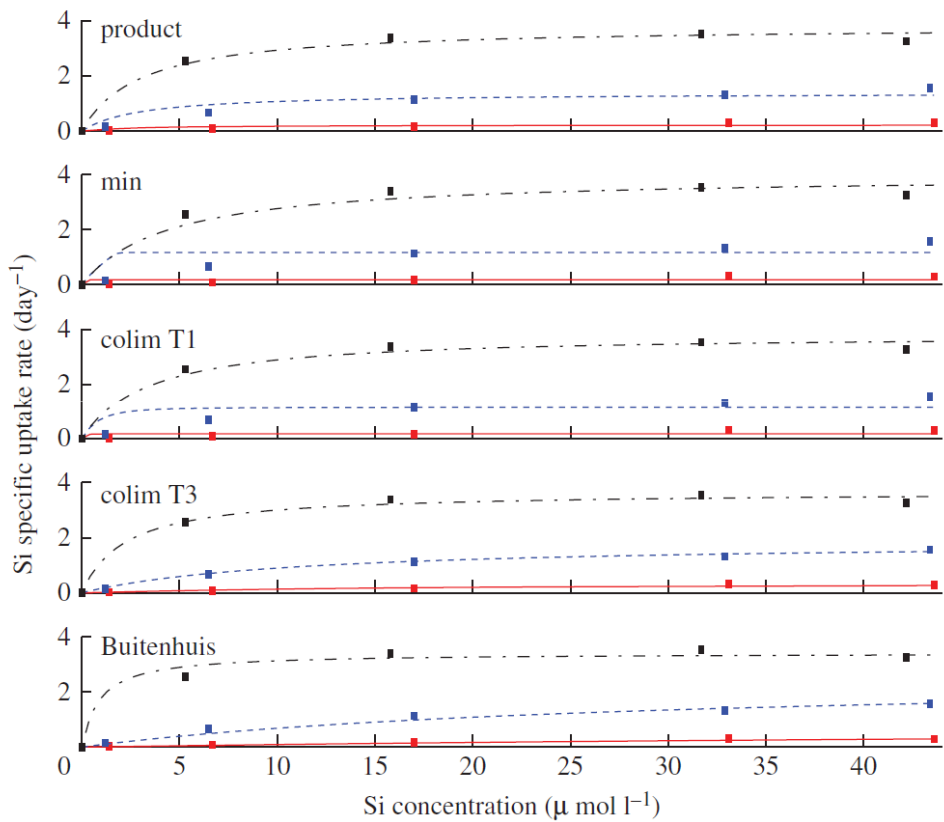 product
4
2
0
min
4
2
0
colim T1
4
2
0
colim T3
4
2
0
Buitenhuis
4
2
0 5 10 15 20 25 30 35 40
Si specific uptake rate (day⁻¹)
Si concentration (μ mol l⁻¹)